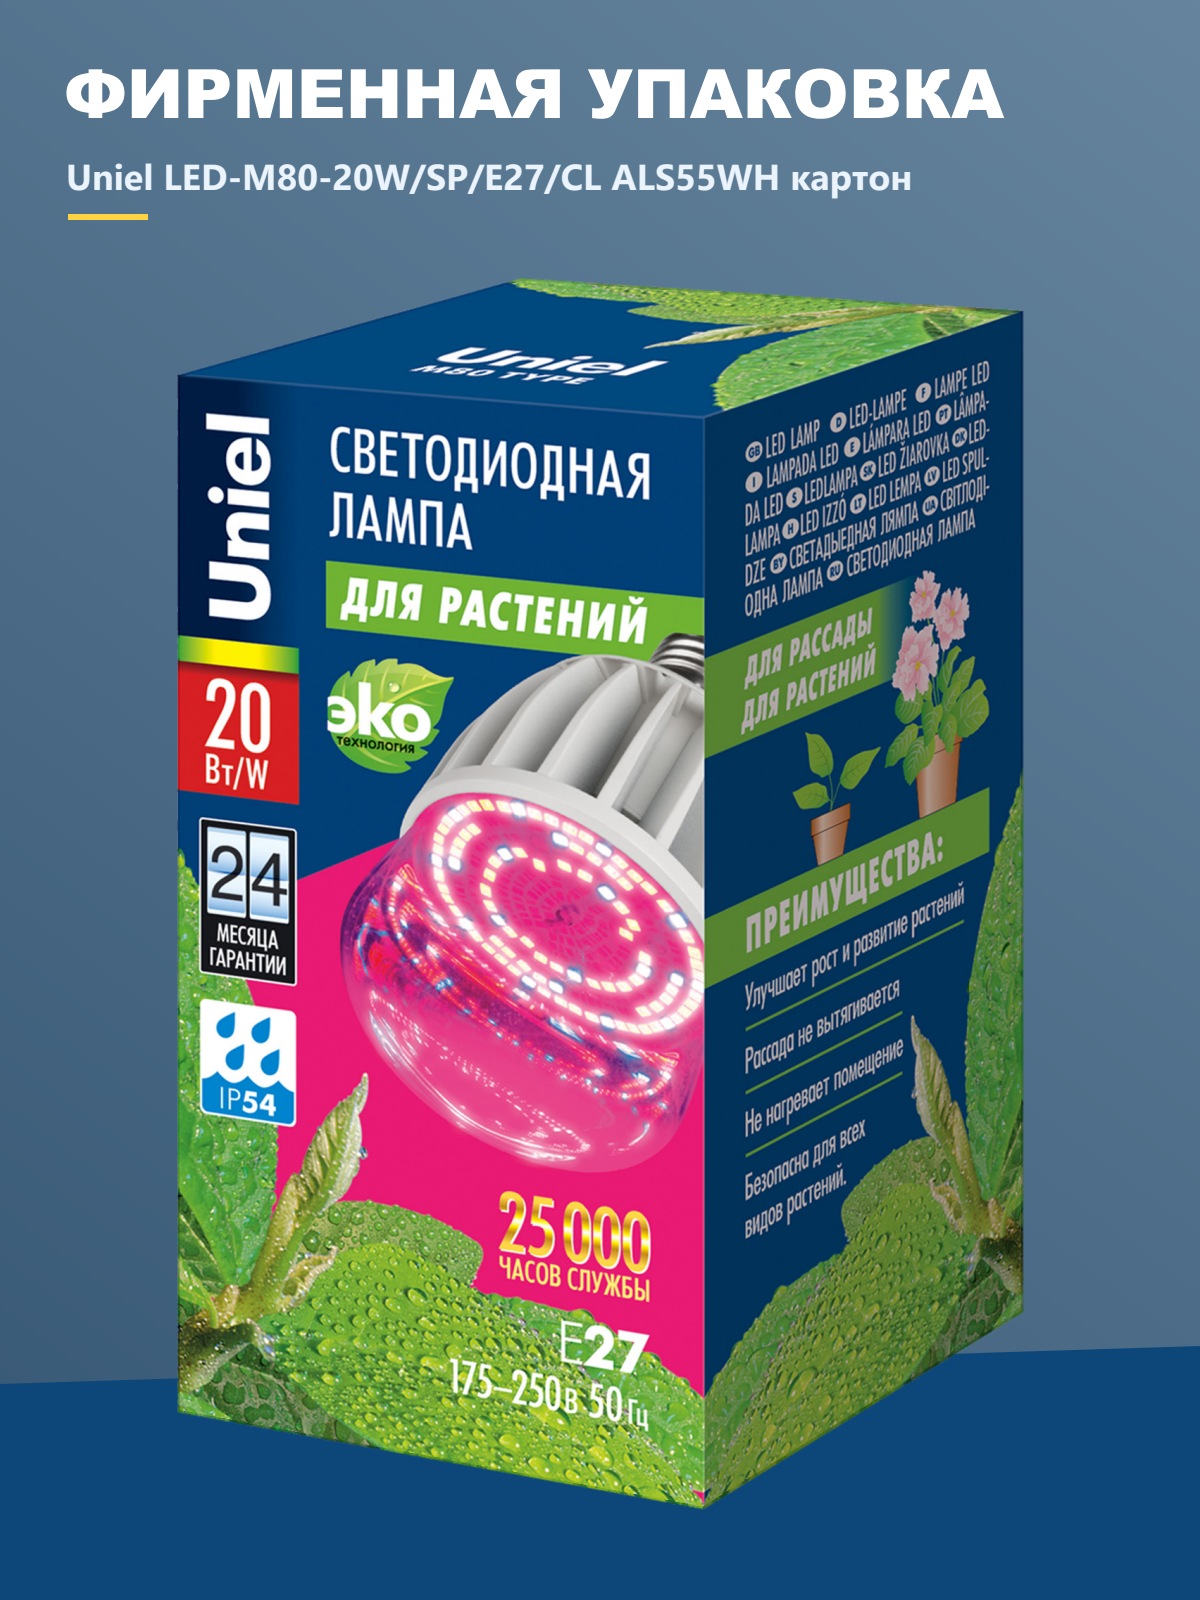 ФИРМЕННАЯ УПАКОВКА
Uniel LED-M80-20W/SP/E27/CL ALS55WH картон
Uniel
M80 TYPE
Uniel
СВЕТОДИОДНАЯ
ЛАМПА
ДЛЯ РАСТЕНИЙ
20
Вт/W
эко
технология
24
МЕСЯЦА
ГАРАНТИИ
IP54
25 000
ЧАСОВ СЛУЖБЫ
E27
175–250В 50Гц
GB LED LAMP D LED-LAMPE F LAMPE LED
I LAMPADA LED E LÁMPARA LED PT LÂMPA-
DA LED S LEDLAMPA SK LED ŽIAROVKA DK LED-
LAMPA H LED IZZÓ LT LED LEMPA LV LED SPUL-
DZE BY СВЕТАДЫЕДНАЯ ЛЯМПА UA СВІТЛОДІ-
ОДНА ЛАМПА RU СВЕТОДИОДНАЯ ЛАМПА
ДЛЯ РАССАДЫ
ДЛЯ РАСТЕНИЙ
ПРЕИМУЩЕСТВА:
Улучшает рост и развитие растений
Рассада не вытягивается
Не нагревает помещение
Безопасна для всех
видов растений.